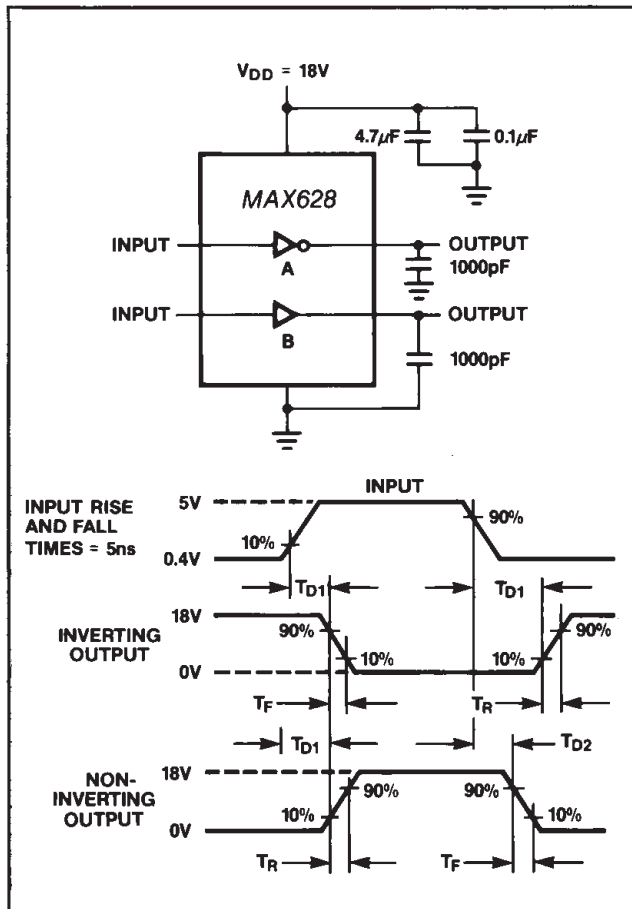 V_DD = 18V
4.7µF
0.1µF
MAX628
INPUT
A
OUTPUT
1000pF
INPUT
B
OUTPUT
1000pF
INPUT
5V
INPUT RISE
AND FALL
TIMES = 5ns
90%
10%
0.4V
T_D1
T_D1
18V
INVERTING
OUTPUT
90%
90%
10%
10%
0V
T_F
T_R
T_D1
T_D2
18V
NON-
INVERTING
OUTPUT
90%
90%
10%
10%
0V
T_R
T_F